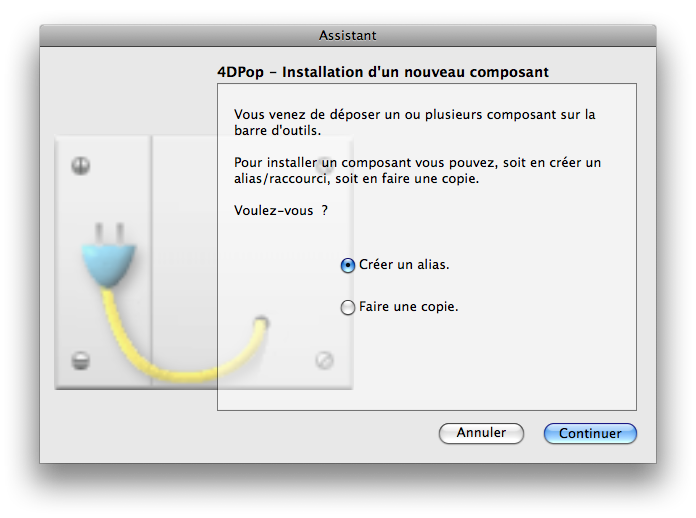 Assistant
4DPop - Installation d'un nouveau composant
Vous venez de déposer un ou plusieurs composant sur la
barre d'outils.
Pour installer un composant vous pouvez, soit en créer un
alias/raccourci, soit en faire une copie.
Voulez-vous ?
Créer un alias.
Faire une copie.
Annuler
Continuer